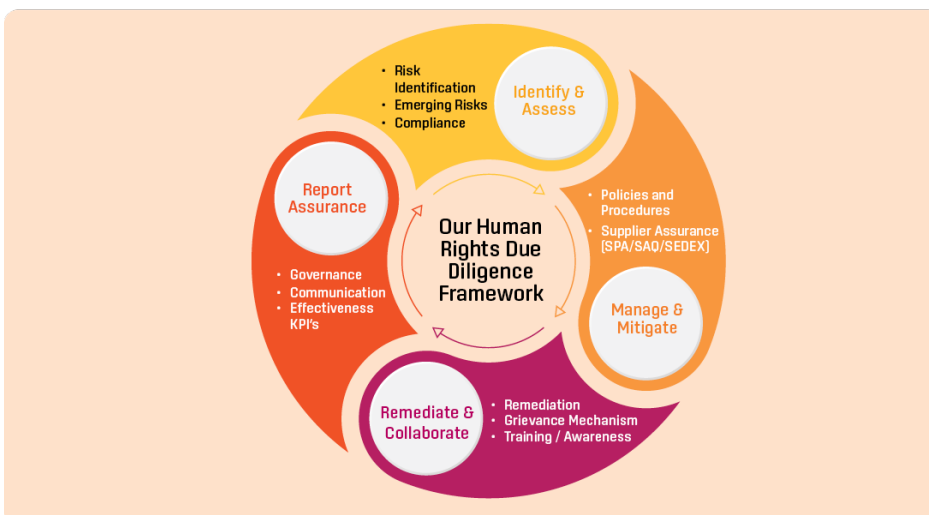 Our Human
Rights Due
Diligence
Framework
Identify &
Assess
• Risk
Identification
• Emerging Risks
• Compliance
Manage &
Mitigate
• Policies and
Procedures
• Supplier Assurance
(SPA/SAQ/SEDEX)
Remediate &
Collaborate
• Remediation
• Grievance Mechanism
• Training / Awareness
Report
Assurance
• Governance
• Communication
• Effectiveness
KPI's